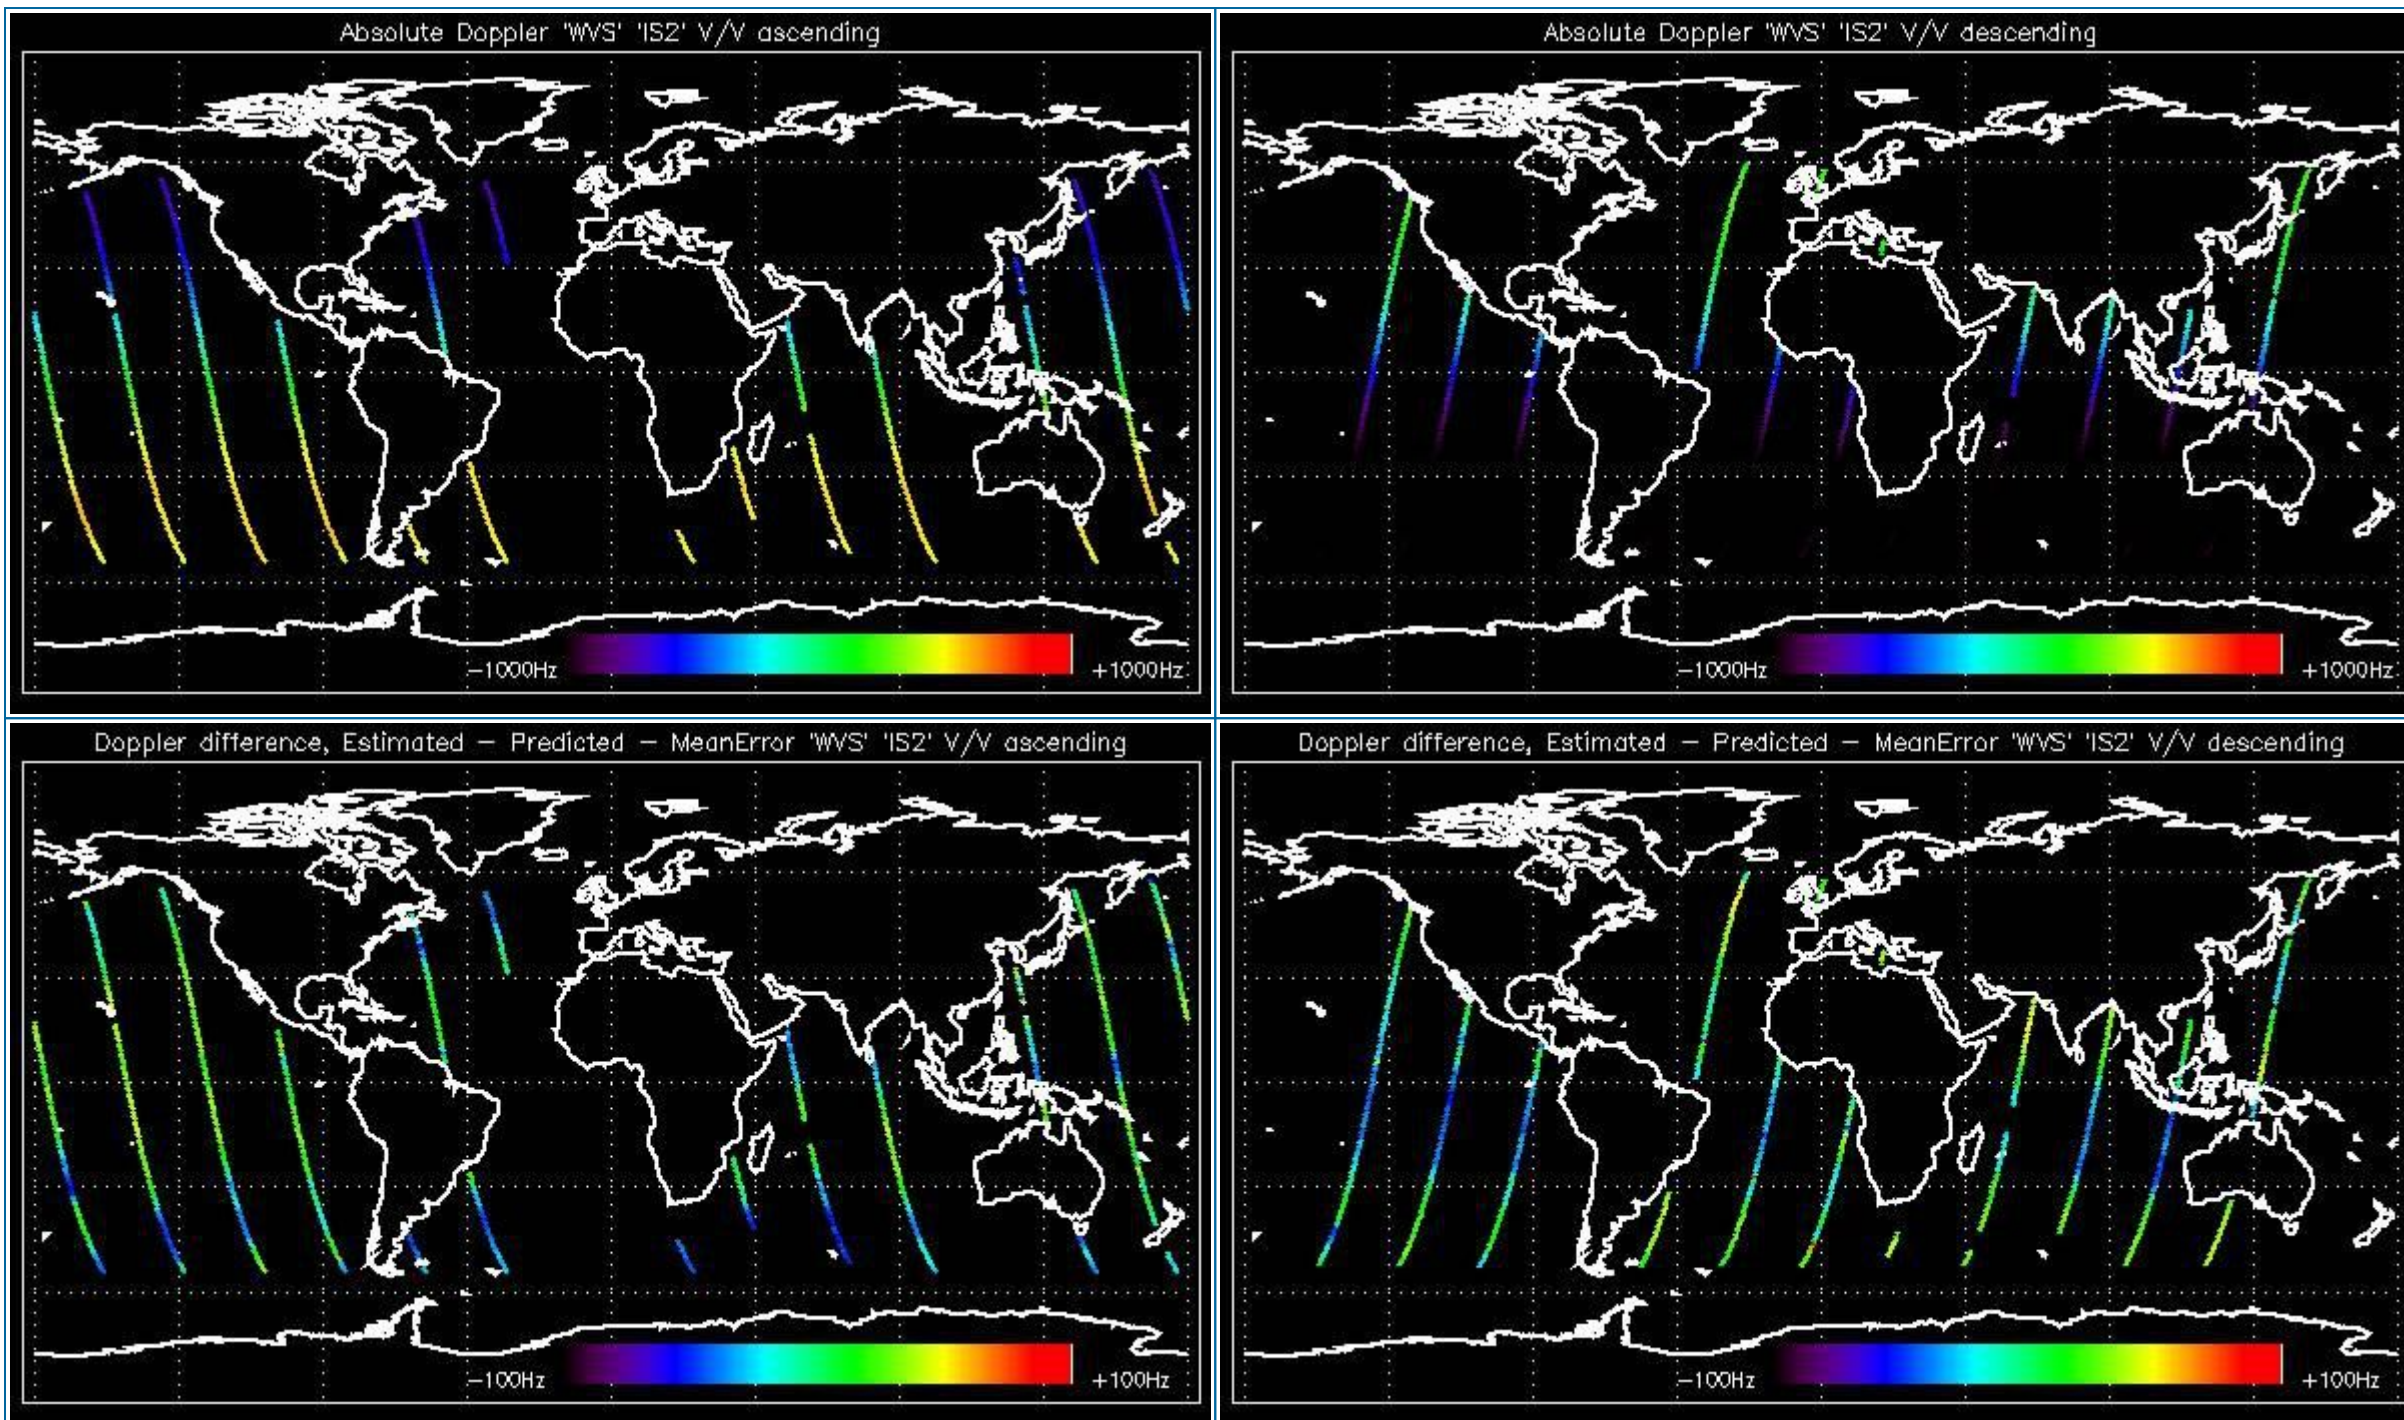 Absolute Doppler 'WVS' 'IS2' V/V ascending
−1000Hz
+1000Hz
Absolute Doppler 'WVS' 'IS2' V/V descending
−1000Hz
+1000Hz
Doppler difference, Estimated − Predicted − MeanError 'WVS' 'IS2' V/V ascending
−100Hz
+100Hz
Doppler difference, Estimated − Predicted − MeanError 'WVS' 'IS2' V/V descending
−100Hz
+100Hz